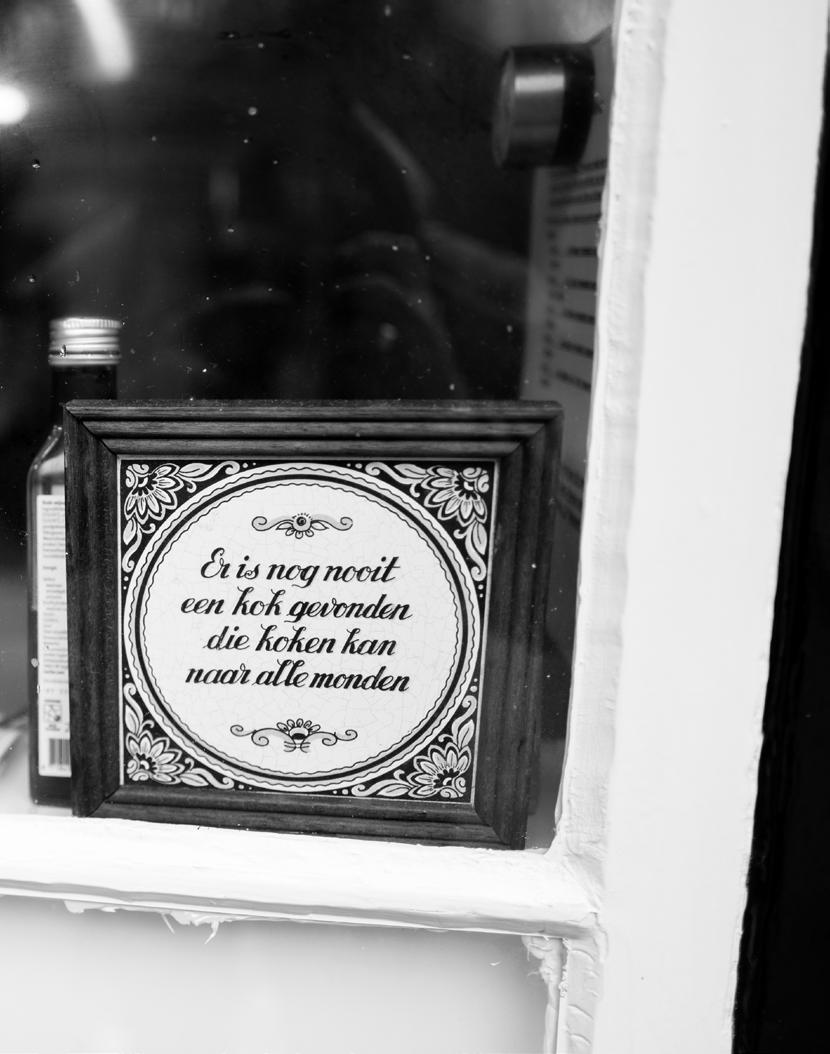 Er is nog nooit
een kok gevonden
die koken kan
naar alle monden